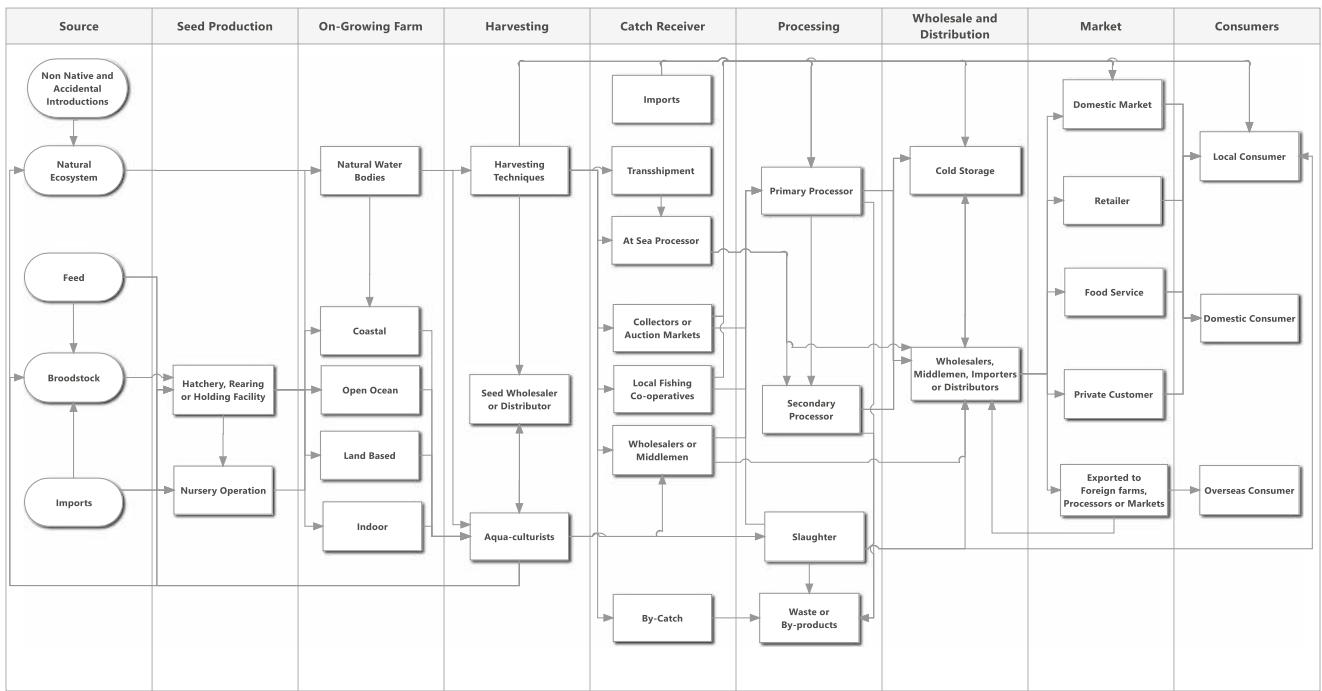 Source
Seed Production
On-Growing Farm
Harvesting
Catch Receiver
Processing
Wholesale and
Distribution
Market
Consumers
Non Native and
Accidental
Introductions
Natural
Ecosystem
Feed
Broodstock
Imports
Hatchery, Rearing
or Holding Facility
Nursery Operation
Natural Water
Bodies
Coastal
Open Ocean
Land Based
Indoor
Harvesting
Techniques
Seed Wholesaler
or Distributor
Aqua-culturists
Imports
Transshipment
At Sea Processor
Collectors or
Auction Markets
Local Fishing
Co-operatives
Wholesalers or
Middlemen
By-Catch
Primary Processor
Secondary
Processor
Slaughter
Waste or
By-products
Cold Storage
Wholesalers,
Middlemen, Importers
or Distributors
Domestic Market
Retailer
Food Service
Private Customer
Exported to
Foreign farms,
Processors or Markets
Local Consumer
Domestic Consumer
Overseas Consumer